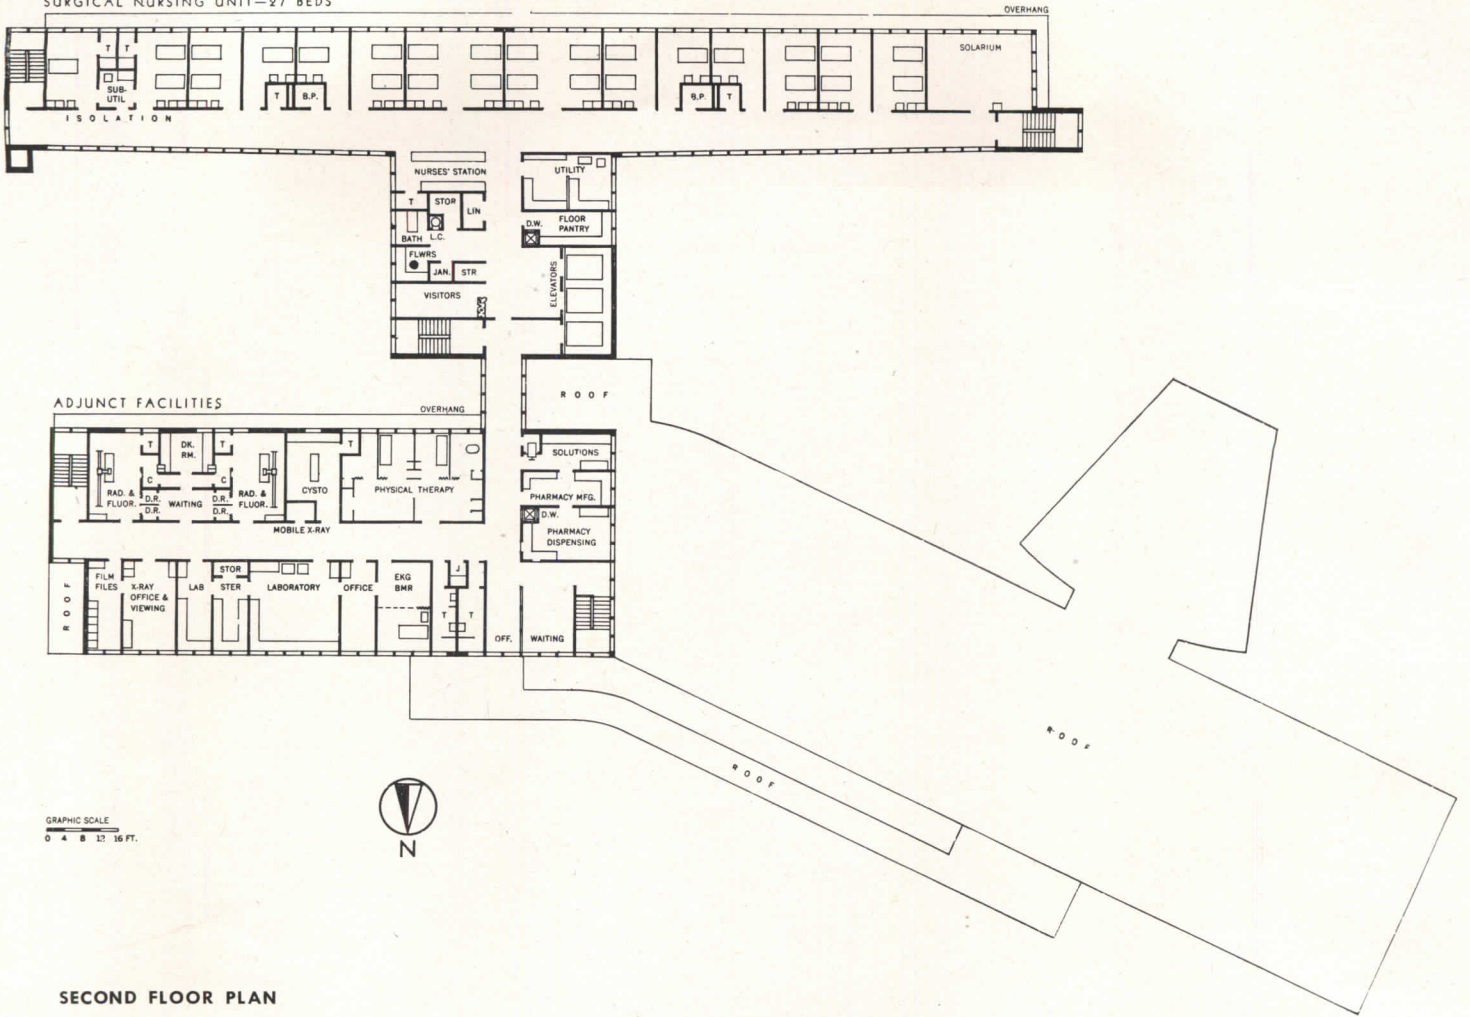 SURGICAL NURSING UNIT—27 BEDS
OVERHANG
SOLARIUM
T T
SUB-
UTIL
T
B.P.
B.P.
T
ISOLATION
NURSES' STATION
UTILITY
T
STOR
LIN
D.W.
FLOOR
PANTRY
BATH
L.C.
FLWRS
JAN.
STR
ELEVATORS
VISITORS
ROOF
ADJUNCT FACILITIES
OVERHANG
T
DK.
RM.
T
T
SOLUTIONS
C
C
RAD. &
FLUOR.
D.R.
D.R.
WAITING
D.R.
D.R.
RAD. &
FLUOR.
CYSTO
PHYSICAL THERAPY
PHARMACY MFG.
D.W.
MOBILE X-RAY
PHARMACY
DISPENSING
ROOF
FILM
FILES
X-RAY
OFFICE &
VIEWING
LAB
STOR
STER
LABORATORY
OFFICE
EKG
BMR
J
T
T
OFF.
WAITING
ROOF
ROOF
GRAPHIC SCALE
0 4 8 12 16 FT.
N
SECOND FLOOR PLAN